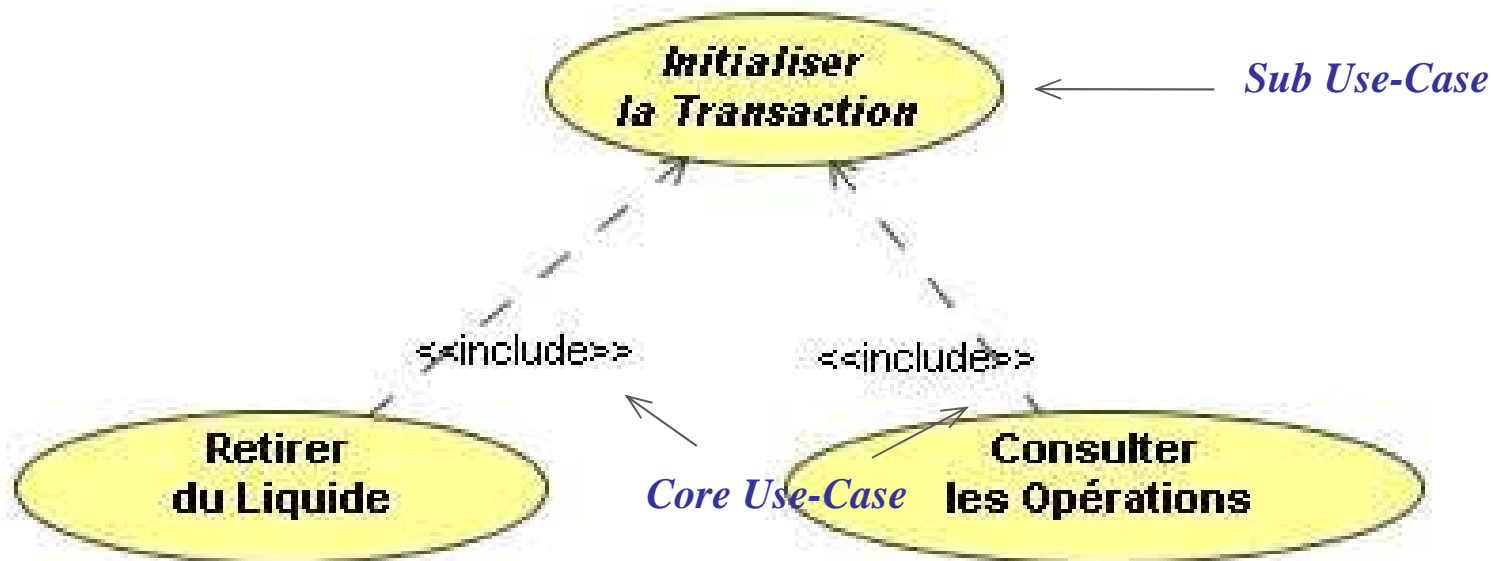 Initialiser
la Transaction
Sub Use-Case
<<include>>
<<include>>
Retirer
du Liquide
Core Use-Case
Consulter
les Opérations